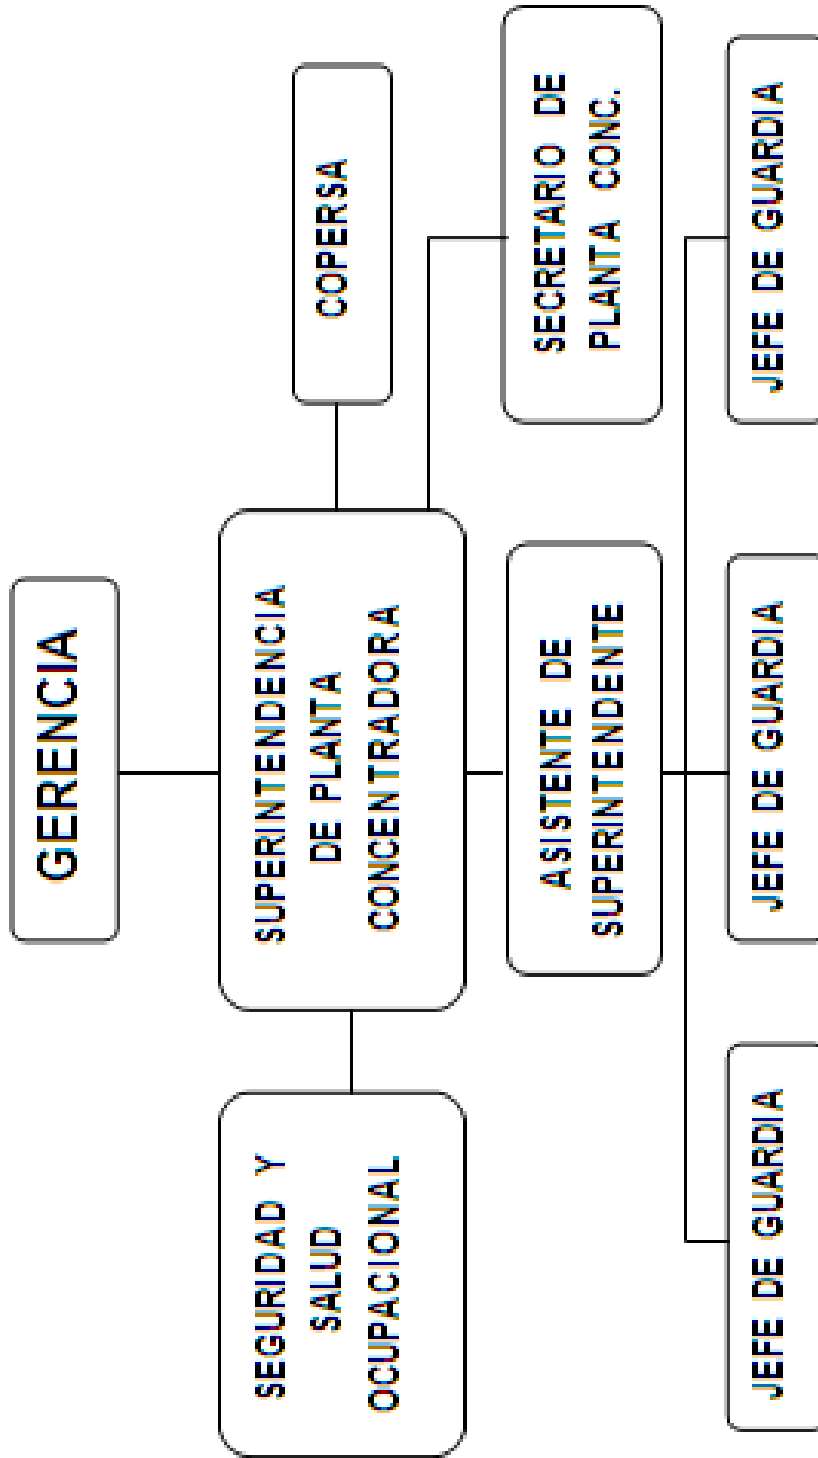 GERENCIA
SEGURIDAD Y
SALUD
OCUPACIONAL
SUPERINTENDENCIA
DE PLANTA
CONCENTRADORA
COPERSA
ASISTENTE DE
SUPERINTENDENTE
SECRETARIO DE
PLANTA CONC.
JEFE DE GUARDIA
JEFE DE GUARDIA
JEFE DE GUARDIA